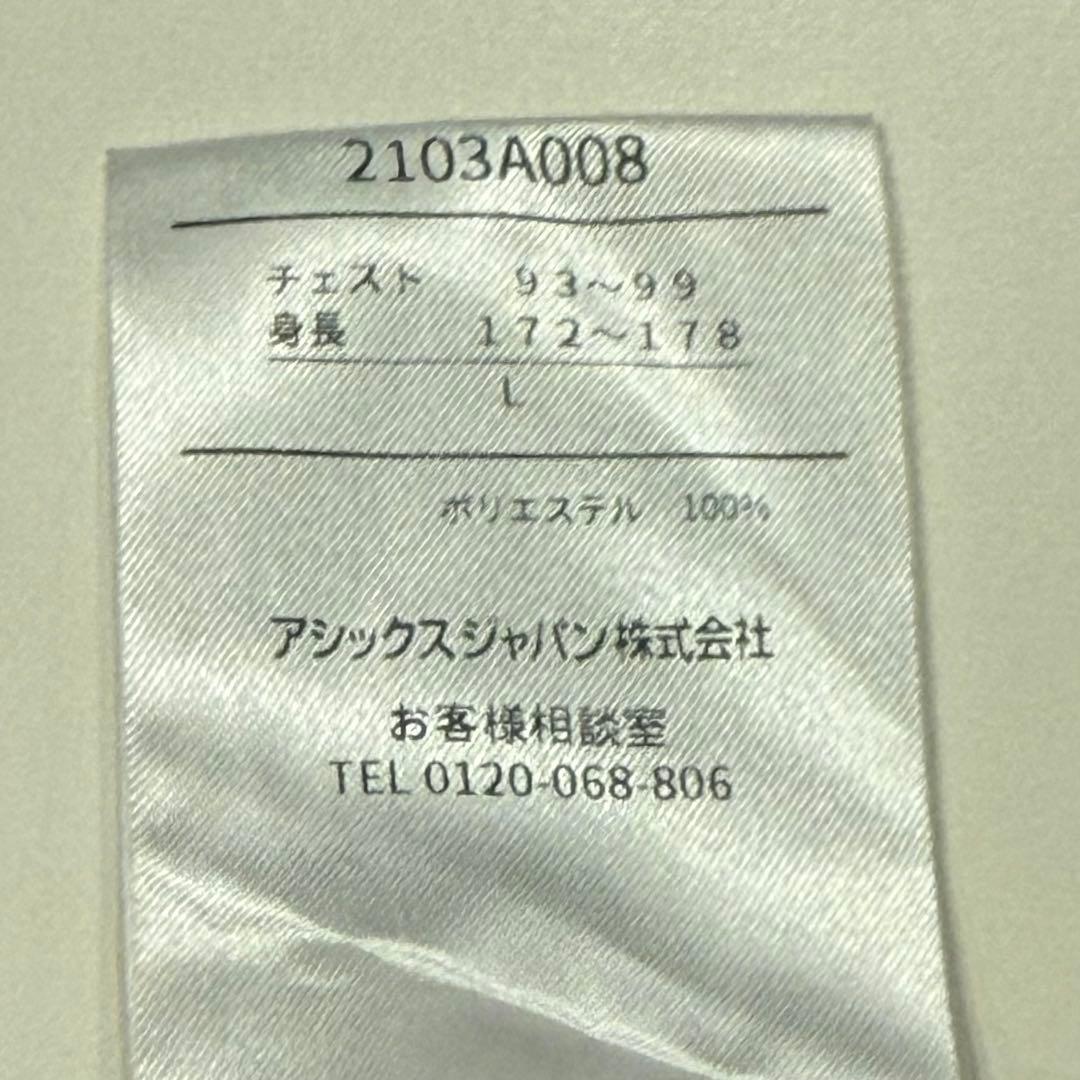 2103A008
チェスト 93~99
身長 172~178
L
ポリエステル 100%
アシックスジャパン株式会社
お客様相談室
TEL 0120-068-806